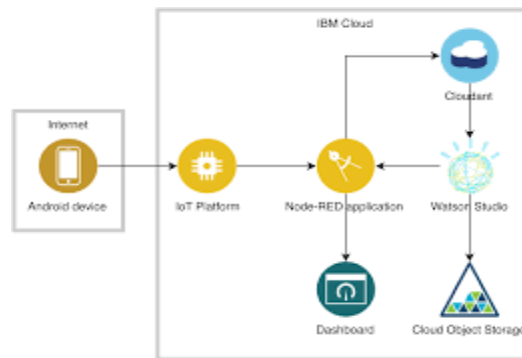 IBM Cloud
Cloudant
Internet
Android device
IoT Platform
Node-RED application
Watson Studio
Dashboard
Cloud Object Storage